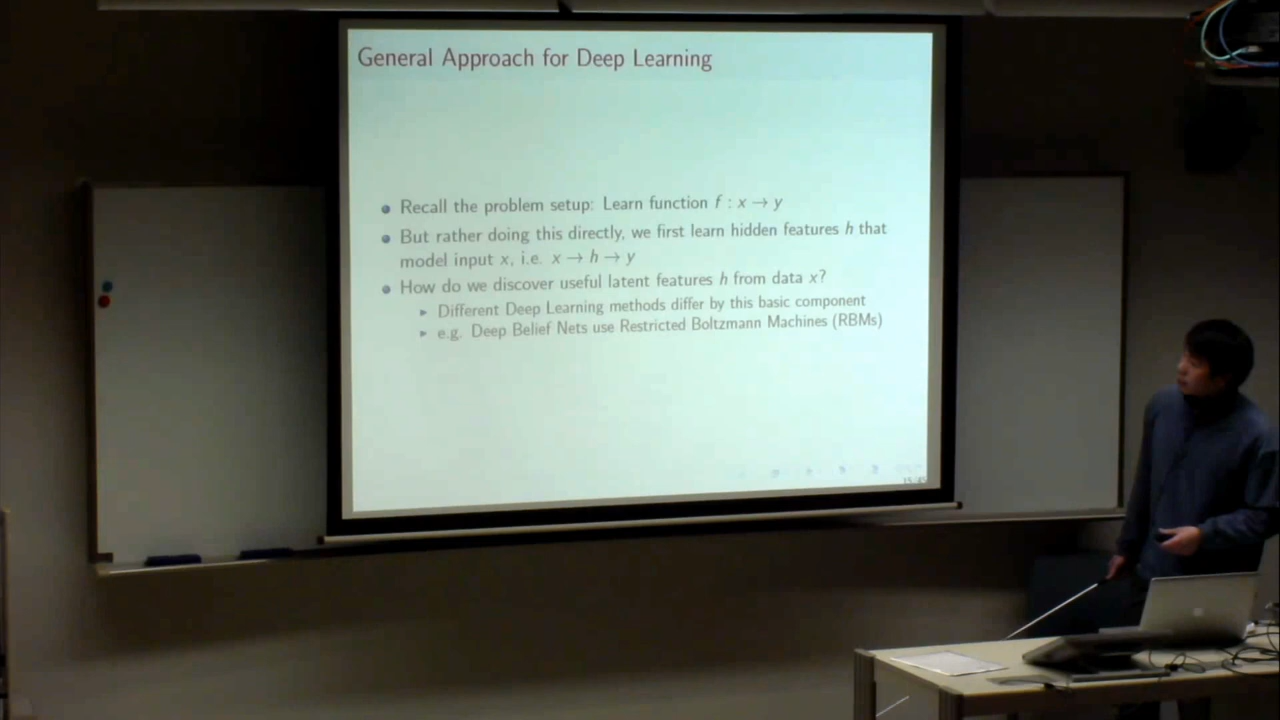 General Approach for Deep Learning
Recall the problem setup: Learn function f : x → y
But rather doing this directly, we first learn hidden features h that
model input x, i.e. x → h → y
How do we discover useful latent features h from data x?
Different Deep Learning methods differ by this basic component
e.g. Deep Belief Nets use Restricted Boltzmann Machines (RBMs)